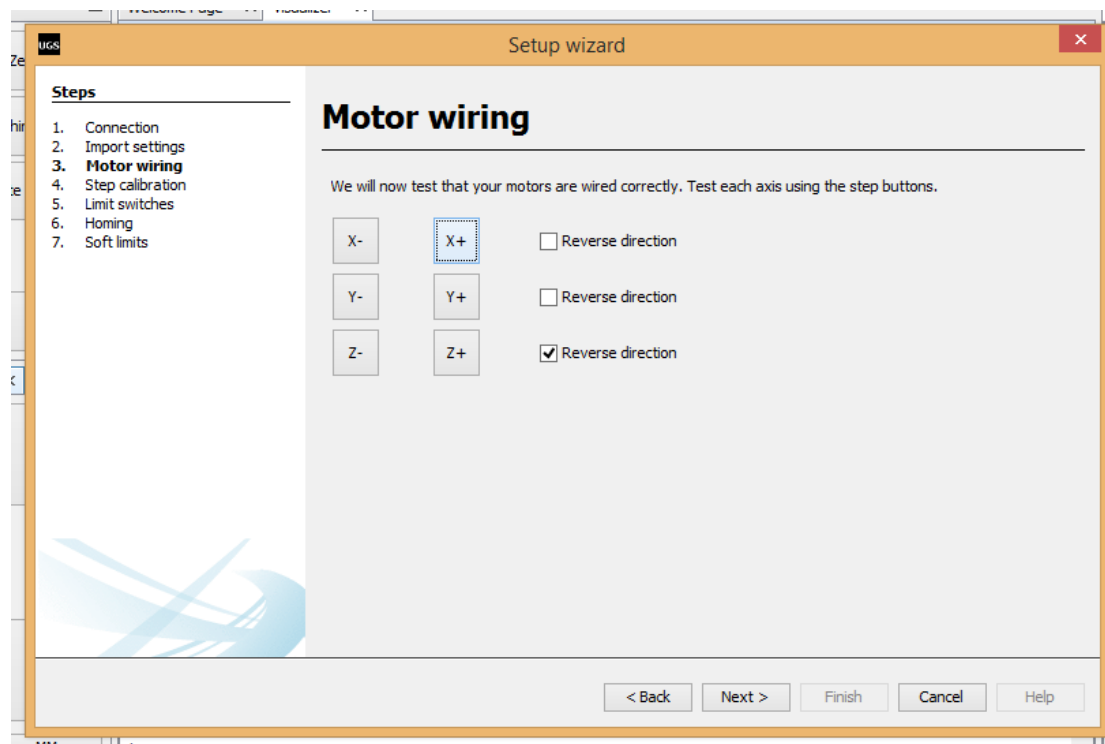 Welcome Page
UGS
Setup wizard
Steps
1. Connection
2. Import settings
3. Motor wiring
4. Step calibration
5. Limit switches
6. Homing
7. Soft limits
Motor wiring
We will now test that your motors are wired correctly. Test each axis using the step buttons.
X- X+ Reverse direction
Y- Y+ Reverse direction
Z- Z+ Reverse direction
< Back Next > Finish Cancel Help